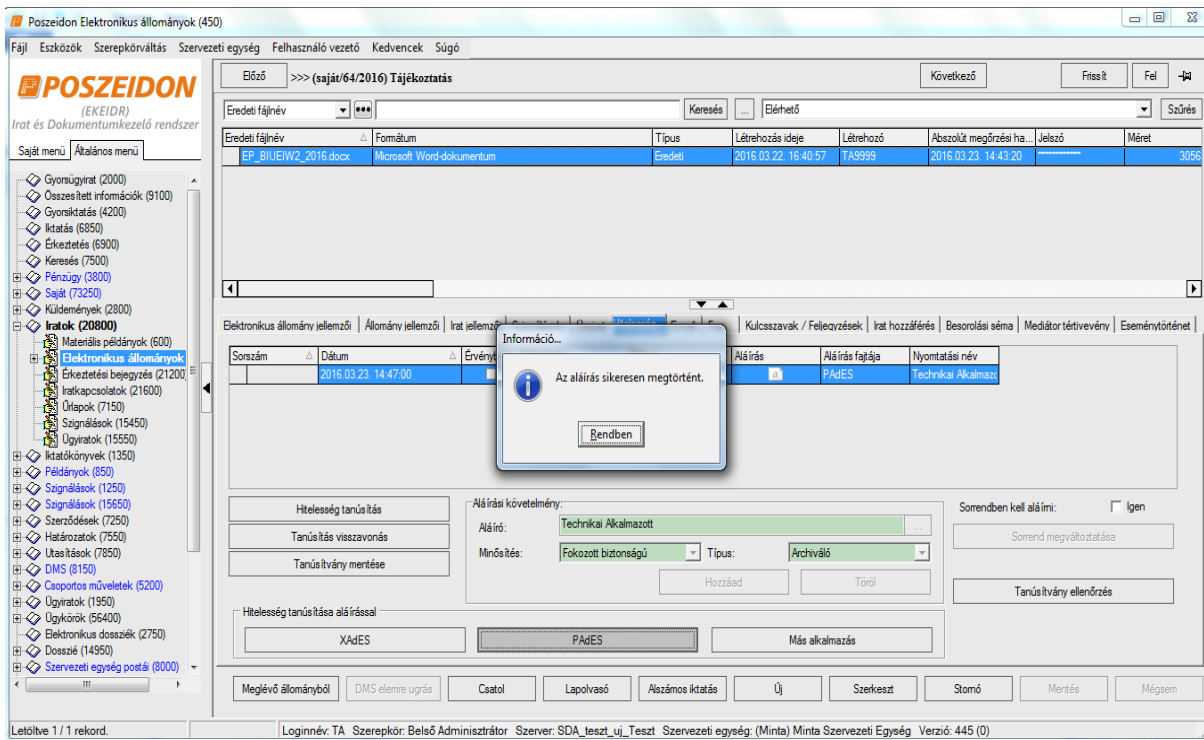 Poszeidon Elektronikus állományok (450)
Fájl Eszközök Szerepkörváltás Szervezeti egység Felhasználó vezető Kedvencek Súgó
POSZEIDON
(EKEIDR)
Irat és Dokumentumkezelő rendszer
Saját menü Általános menü
Gyorsügyirat (2000)
Összesített információk (9100)
Gyorsiktatás (4200)
Iktatás (6850)
Érkeztetés (6900)
Keresés (7500)
Pénzügy (3800)
Saját (73250)
Küldemények (2800)
Iratok (20800)
Materiális példányok (600)
Elektronikus állományok
Érkeztetési bejegyzés (21200)
Iratkapcsolatok (21600)
Űrlapok (7150)
Szignálások (15450)
Ügyiratok (15550)
Iktatókönyvek (1350)
Példányok (850)
Szignálások (1250)
Szignálások (15650)
Szerződések (7250)
Határozatok (7550)
Utasítások (7850)
DMS (8150)
Csoportos műveletek (5200)
Ügyiratok (1950)
Ügykörök (56400)
Elektronikus dossziék (2750)
Dosszié (14950)
Szervezeti egység postái (8000)
Előző >>> (saját/64/2016) Tájékoztatás Következő Frissít Fel
Eredeti fájlnév Keresés ... Elérhető Szűrés
Eredeti fájlnév Formátum Típus Létrehozás ideje Létrehozó Abszolút megőrzési ha... Jelszó Méret
EP_BIUEIW2_2016.docx Microsoft Word-dokumentum Eredeti 2016.03.22. 16:40:57 TA9999 2016.03.23. 14:43:20 ************ 3056
Elektronikus állomány jellemzői Állomány jellemzői Irat jellemzői Kulcsszavak / Feljegyzések Irat hozzáférés Besorolási séma Mediátor tértivevény Eseménytörténet
Sorszám Dátum Aláírás Aláírás fajtája Nyomtatási név
2016.03.23. 14:47:00 PAdES Technikai Alkalmazo
Információ...
Az aláírás sikeresen megtörtént.
Rendben
Hitelesség tanúsítás
Tanúsítás visszavonás
Tanúsítvány mentése
Aláírási követelmény:
Aláíró: Technikai Alkalmazott ...
Minősítés: Fokozott biztonságú Típus: Archiváló
Hozzáad Töröl
Sorrendben kell aláírni: Igen
Sorrend megváltoztatása
Tanúsítvány ellenőrzés
Hitelesség tanúsítása aláírással
XAdES PAdES Más alkalmazás
Meglévő állományból DMS elemre ugrás Csatol Lapolvasó Alszámos iktatás Új Szerkeszt Stornó Mentés Mégsem
Letöltve 1 / 1 rekord. Loginnév: TA Szerepkör: Belső Adminisztrátor Szerver: SDA_teszt_uj_Teszt Szervezeti egység: (Minta) Minta Szervezeti Egység Verzió: 445 (0)